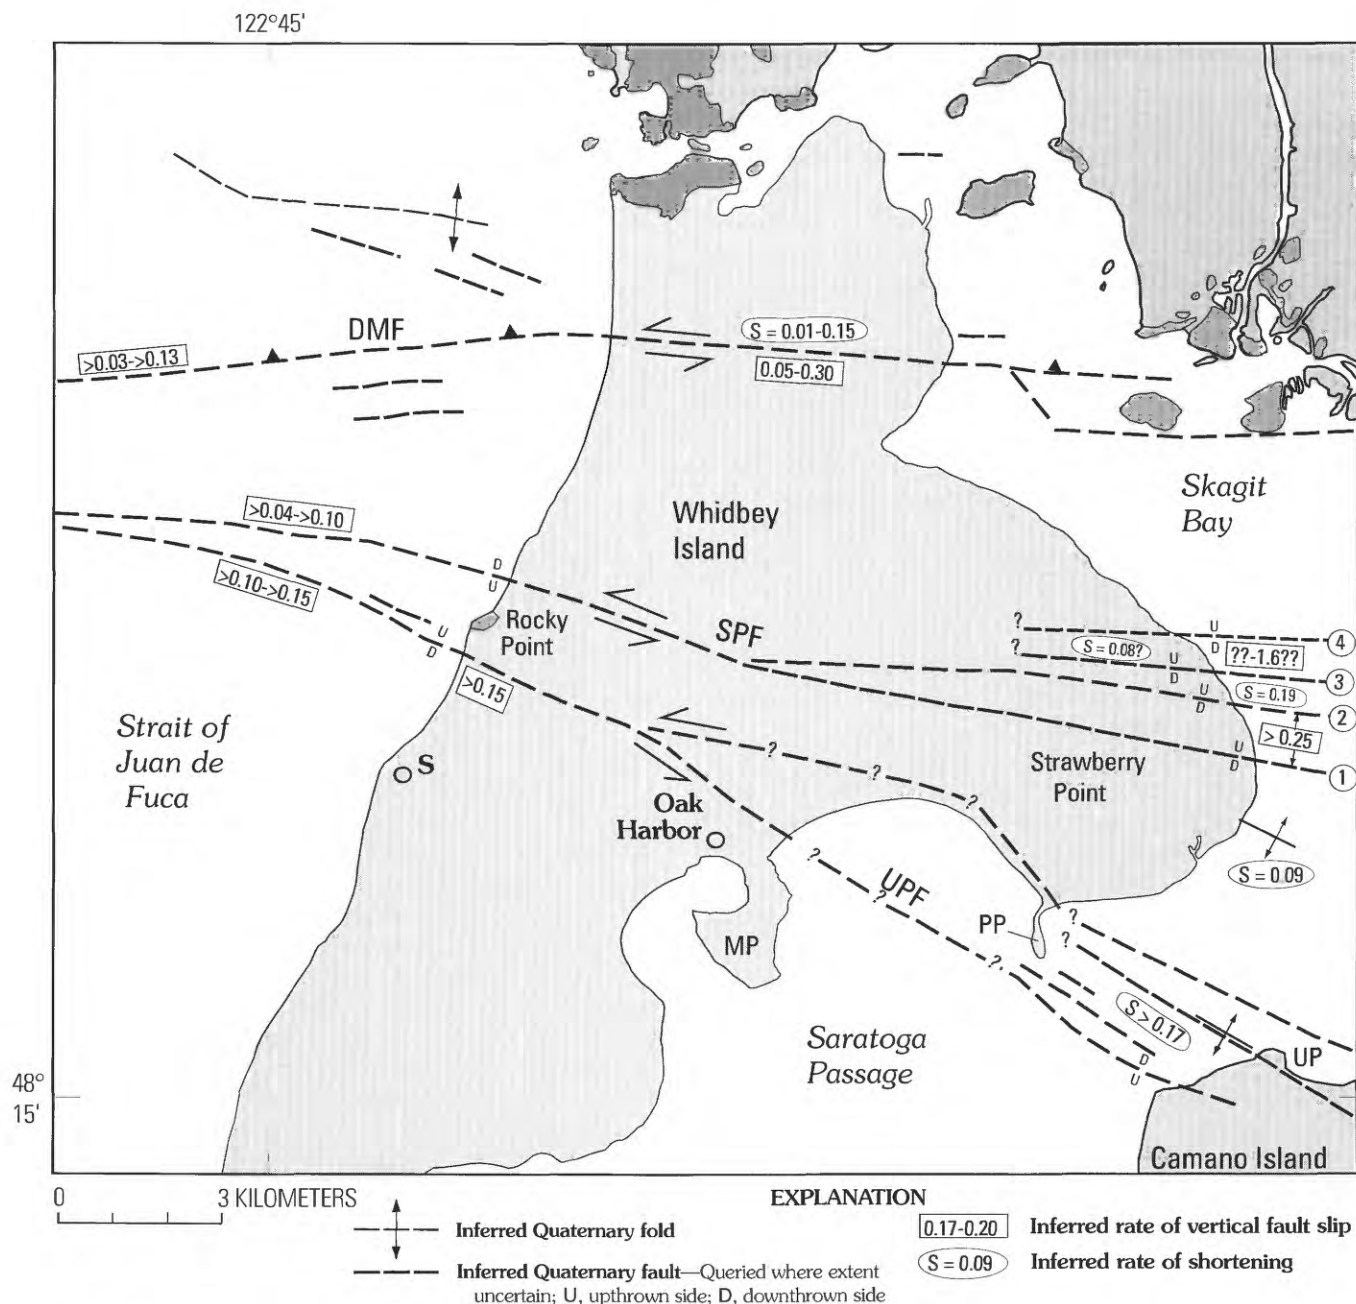 122°45'
DMF
>0.03->0.13
S = 0.01-0.15
0.05-0.30
Skagit
Bay
>0.04->0.10
Whidbey
Island
>0.10->0.15
D
U
Rocky
Point
U
D
SPF
?
U
D
4
S = 0.08?
??-1.6??
?
U
D
3
U
D
S = 0.19
2
>0.15
> 0.25
U
D
1
Strait of
Juan de
Fuca
S
?
?
?
Strawberry
Point
Oak
Harbor
S = 0.09
?
UPF
?
PP
?
?
MP
?
S > 0.17
Saratoga
Passage
D
U
UP
48°
15'
Camano Island
0
3 KILOMETERS
EXPLANATION
Inferred Quaternary fold
0.17-0.20
Inferred rate of vertical fault slip
S = 0.09
Inferred rate of shortening
Inferred Quaternary fault—Queried where extent
uncertain; U, upthrown side; D, downthrown side